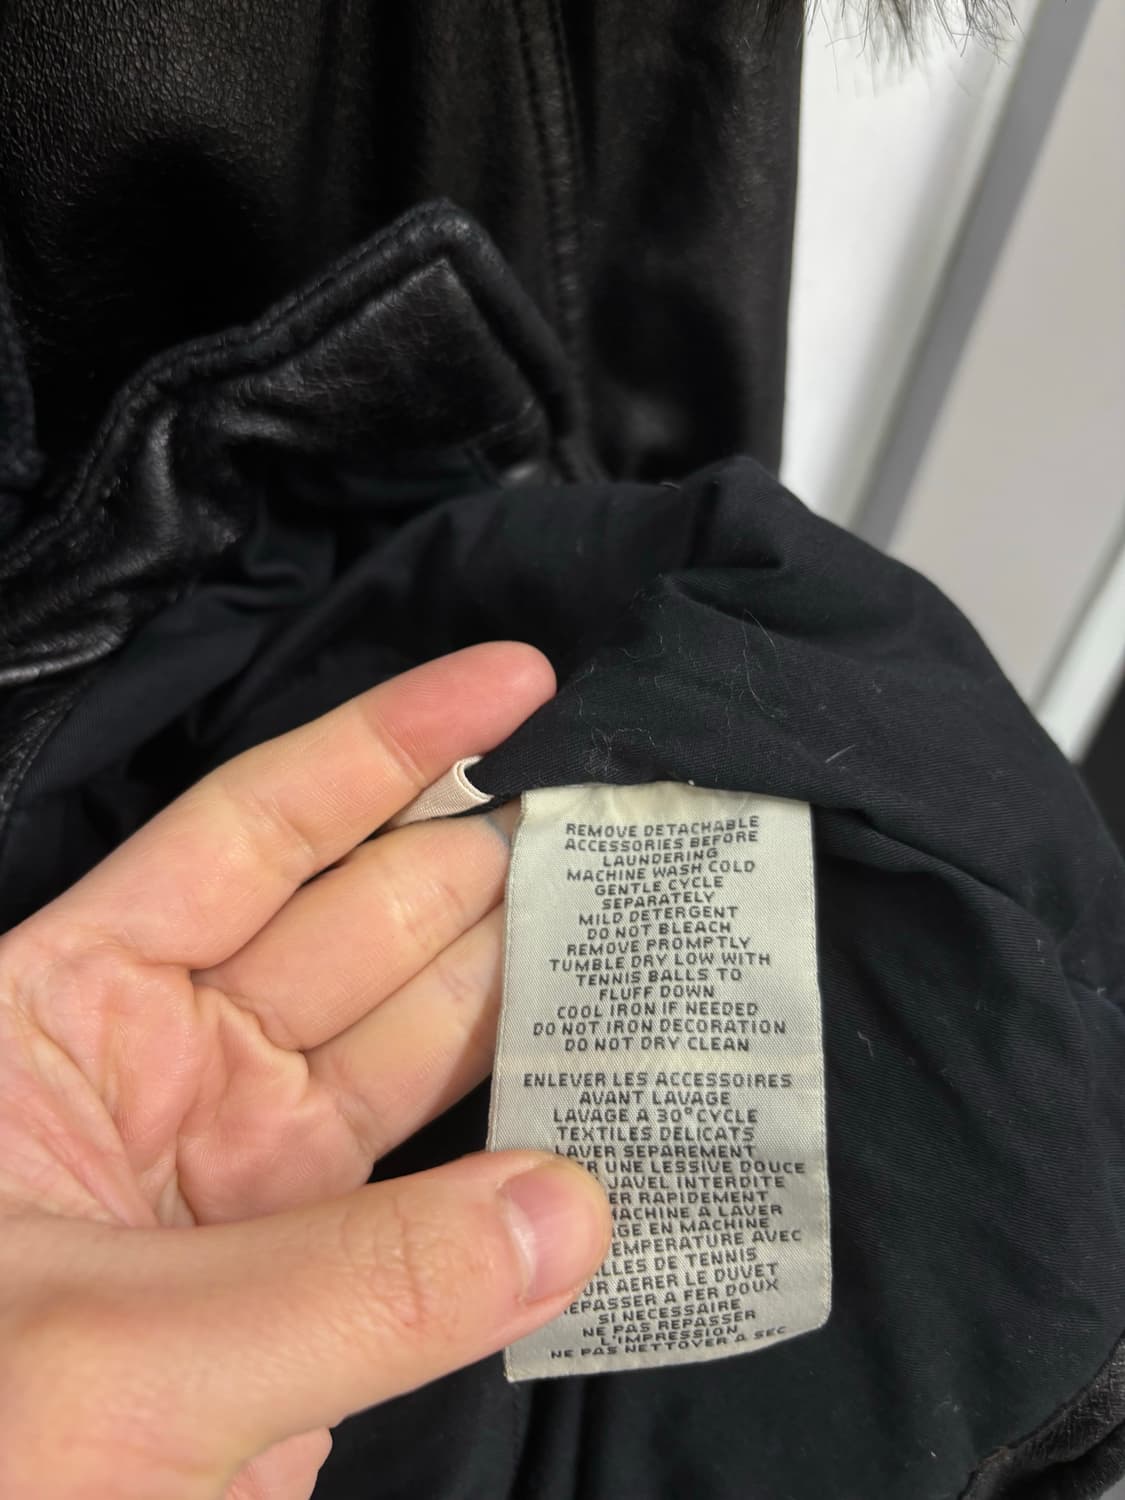 REMOVE DETACHABLE
ACCESSORIES BEFORE
LAUNDERING
MACHINE WASH COLD
GENTLE CYCLE
SEPARATELY
MILD DETERGENT
DO NOT BLEACH
REMOVE PROMPTLY
TUMBLE DRY LOW WITH
TENNIS BALLS TO
FLUFF DOWN
COOL IRON IF NEEDED
DO NOT IRON DECORATION
DO NOT DRY CLEAN
ENLEVER LES ACCESSOIRES
AVANT LAVAGE
LAVAGE A 30° CYCLE
TEXTILES DELICATS
LAVER SEPAREMENT
UNE LESSIVE DOUCE
JAVEL INTERDITE
RAPIDEMENT
MACHINE A LAVER
EN MACHINE
TEMPERATURE AVEC
DE TENNIS
AERER LE DUVET
REPASSER A FER DOUX
SI NECESSAIRE
NE PAS REPASSER
L'IMPRESSION
NE PAS NETTOYER A SEC